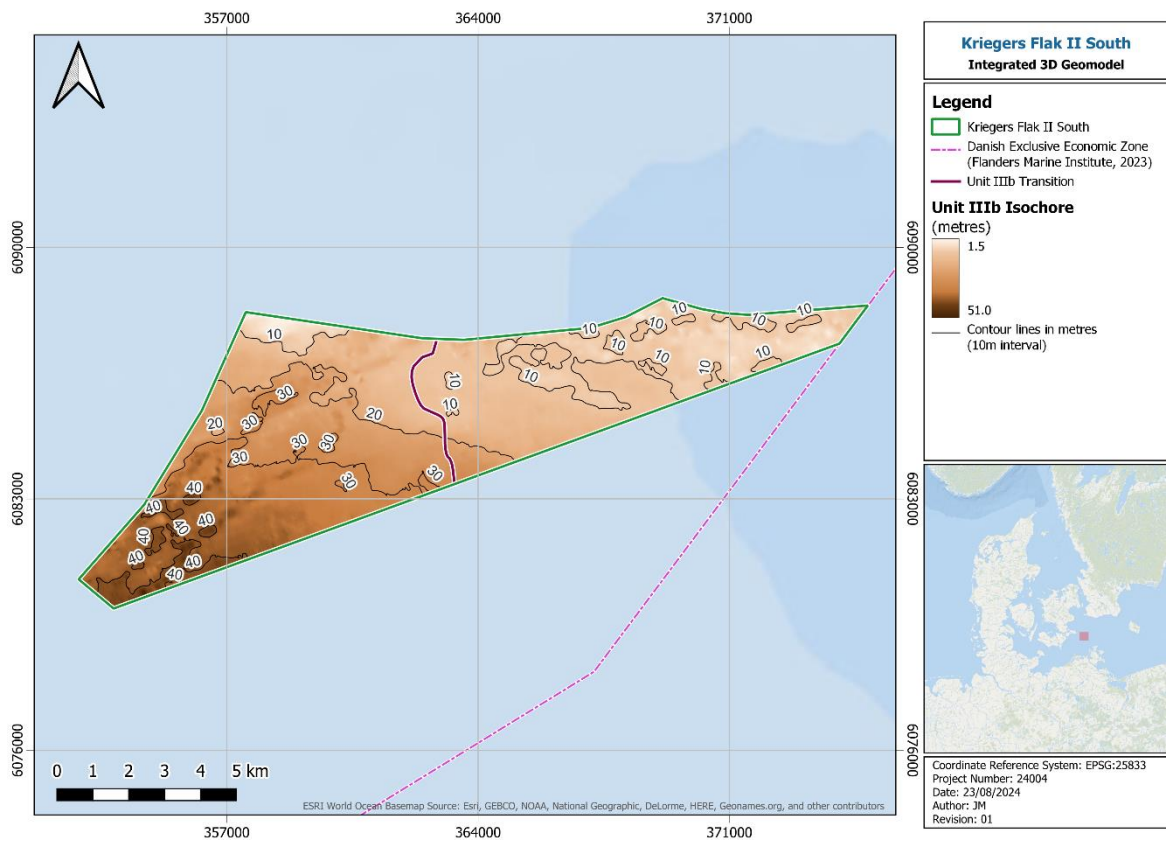 357000
364000
371000
6090000
6083000
6076000
6090000
6083000
6076000
10
10
10
10
10
10
10
10
10
10
10
10
10
30
20
20
30
30
30
30
30
30
40
40
40
40
40
40
40
40
0 1 2 3 4 5 km
ESRI World Ocean Basemap Source: Esri, GEBCO, NOAA, National Geographic, DeLorme, HERE, Geonames.org, and other contributors
357000
364000
371000
Kriegers Flak II South
Integrated 3D Geomodel
Legend
Kriegers Flak II South
Danish Exclusive Economic Zone
(Flanders Marine Institute, 2023)
Unit IIIb Transition
Unit IIIb Isochore
(metres)
1.5
51.0
Contour lines in metres
(10m interval)
Coordinate Reference System: EPSG:25833
Project Number: 24004
Date: 23/08/2024
Author: JM
Revision: 01